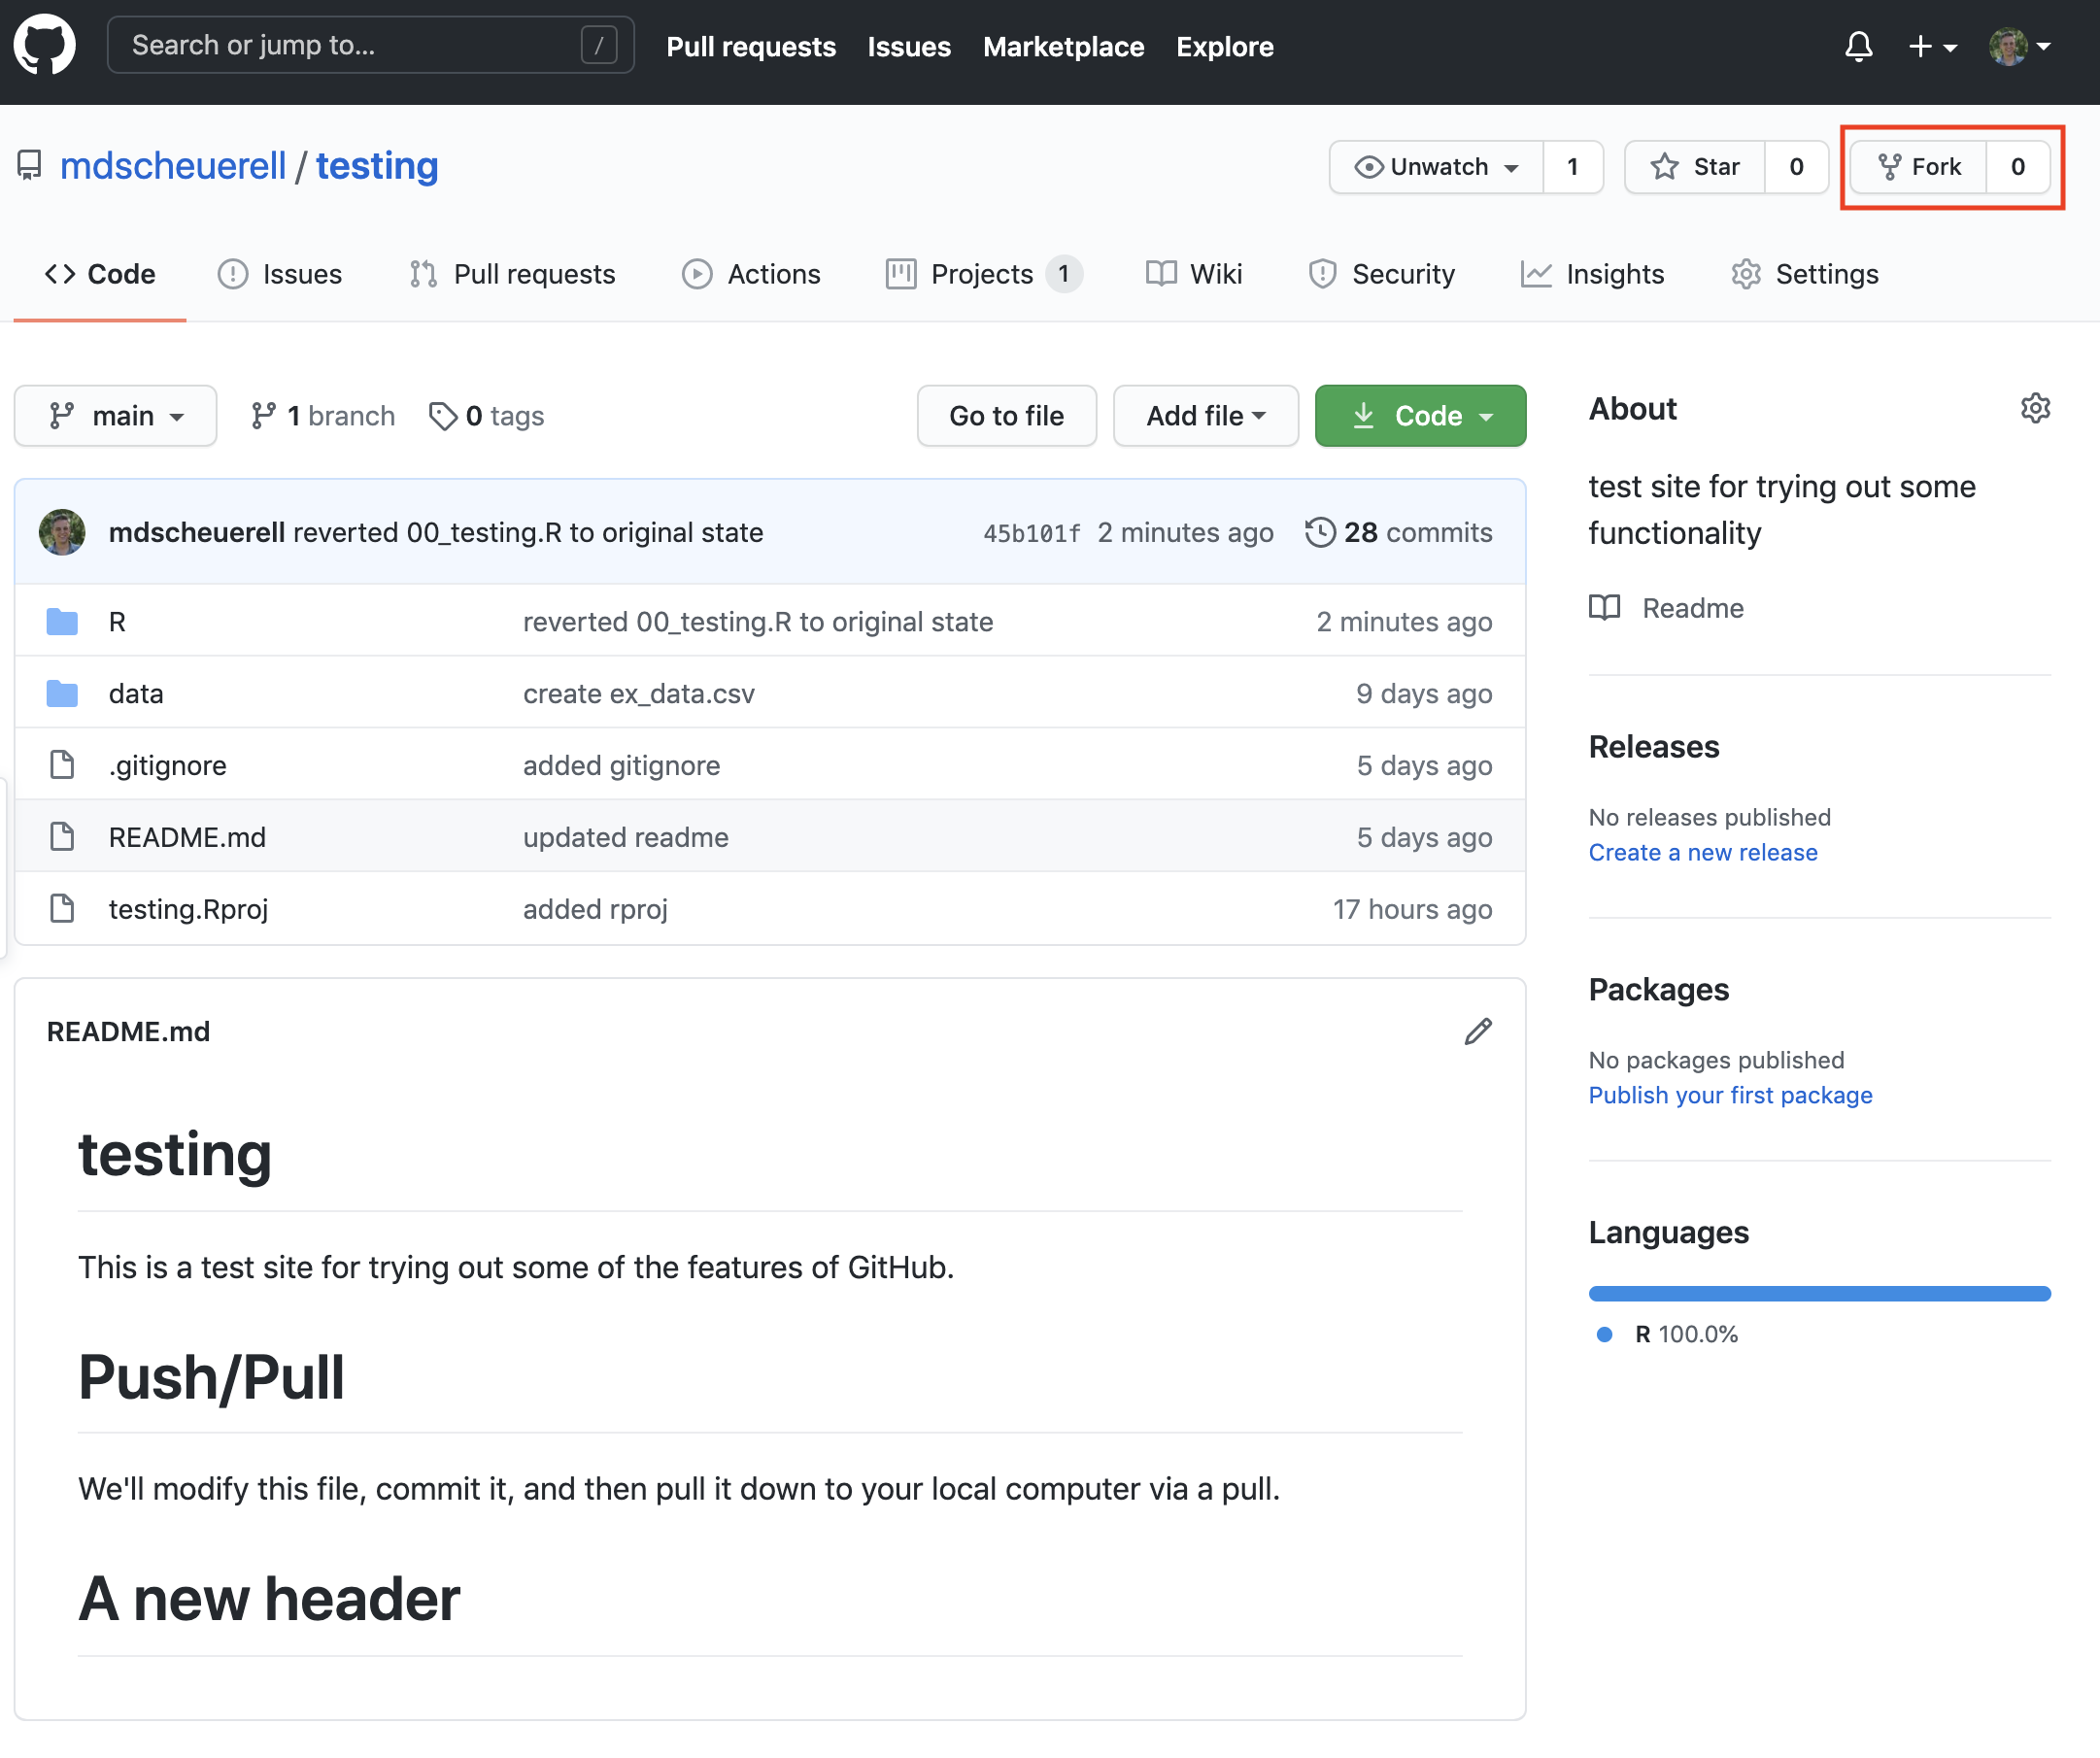 Search or jump to... / Pull requests Issues Marketplace Explore
mdscheuerell / testing Unwatch 1 Star 0 Fork 0
Code Issues Pull requests Actions Projects 1 Wiki Security Insights Settings
main 1 branch 0 tags Go to file Add file Code
mdscheuerell reverted 00_testing.R to original state 45b101f 2 minutes ago 28 commits
R reverted 00_testing.R to original state 2 minutes ago
data create ex_data.csv 9 days ago
.gitignore added gitignore 5 days ago
README.md updated readme 5 days ago
testing.Rproj added rproj 17 hours ago
README.md
testing
This is a test site for trying out some of the features of GitHub.
Push/Pull
We'll modify this file, commit it, and then pull it down to your local computer via a pull.
A new header
About
test site for trying out some
functionality
Readme
Releases
No releases published
Create a new release
Packages
No packages published
Publish your first package
Languages
R 100.0%